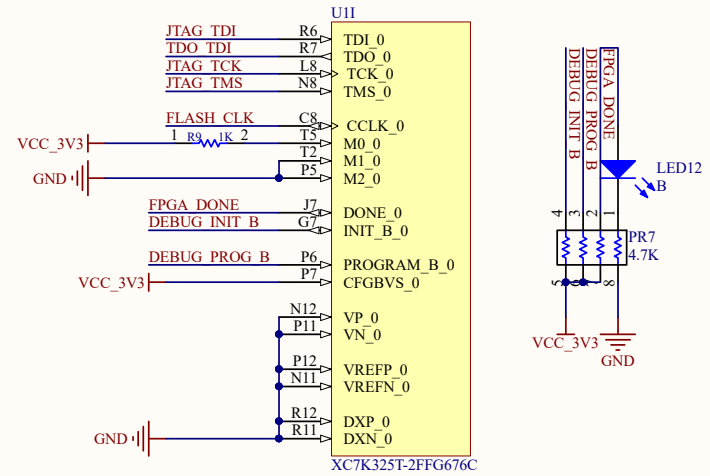 U1I
JTAG_TDI R6 TDI_0
TDO_TDI R7 TDO_0
JTAG_TCK L8 TCK_0
JTAG_TMS N8 TMS_0
FLASH_CLK C8 CCLK_0
VCC_3V3 1 R9 1K 2 T5 M0_0
T2 M1_0
GND P5 M2_0
FPGA_DONE J7 DONE_0
DEBUG_INIT_B G7 INIT_B_0
DEBUG_PROG_B P6 PROGRAM_B_0
VCC_3V3 P7 CFGBVS_0
N12 VP_0
P11 VN_0
P12 VREFP_0
N11 VREFN_0
R12 DXP_0
GND R11 DXN_0
XC7K325T-2FFG676C
DEBUG_INIT_B
DEBUG_PROG_B
FPGA_DONE
LED12
B
4 3 2 1
PR7
4.7K
5 6 7 8
VCC_3V3
GND